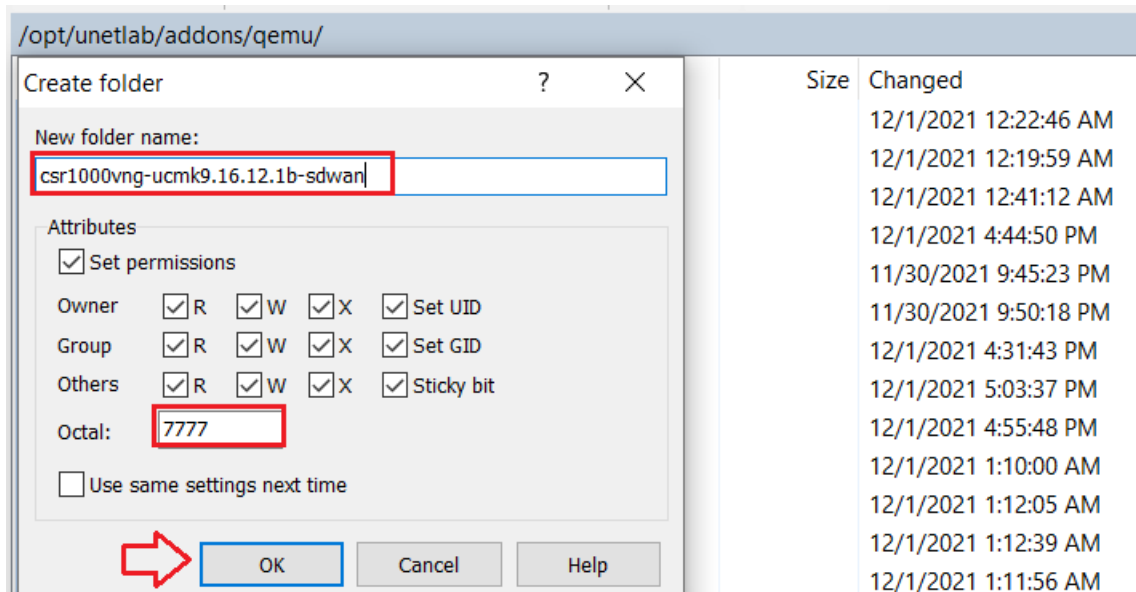 /opt/unetlab/addons/qemu/
Create folder ? X
New folder name:
csr1000vng-ucmk9.16.12.1b-sdwan
Attributes
Set permissions
Owner R W X Set UID
Group R W X Set GID
Others R W X Sticky bit
Octal: 7777
Use same settings next time
OK Cancel Help
Size Changed
12/1/2021 12:22:46 AM
12/1/2021 12:19:59 AM
12/1/2021 12:41:12 AM
12/1/2021 4:44:50 PM
11/30/2021 9:45:23 PM
11/30/2021 9:50:18 PM
12/1/2021 4:31:43 PM
12/1/2021 5:03:37 PM
12/1/2021 4:55:48 PM
12/1/2021 1:10:00 AM
12/1/2021 1:12:05 AM
12/1/2021 1:12:39 AM
12/1/2021 1:11:56 AM